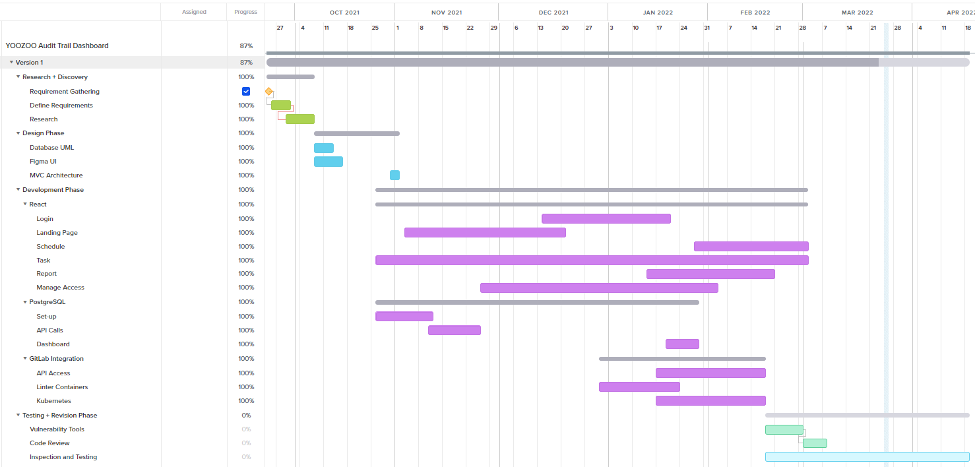 Assigned Progress OCT 2021 NOV 2021 DEC 2021 JAN 2022 FEB 2022 MAR 2022 APR 2022
27 4 11 18 25 1 8 15 22 29 6 13 20 27 3 10 17 24 31 7 14 21 28 7 14 21 28 4 11 18
YOOZOO Audit Trail Dashboard 87%
Version 1 87%
Research + Discovery 100%
Requirement Gathering
Define Requirements 100%
Research 100%
Design Phase 100%
Database UML 100%
Figma UI 100%
MVC Architecture 100%
Development Phase 100%
React 100%
Login 100%
Landing Page 100%
Schedule 100%
Task 100%
Report 100%
Manage Access 100%
PostgreSQL 100%
Set-up 100%
API Calls 100%
Dashboard 100%
GitLab Integration 100%
API Access 100%
Linter Containers 100%
Kubernetes 100%
Testing + Revision Phase 0%
Vulnerability Tools 0%
Code Review 0%
Inspection and Testing 0%